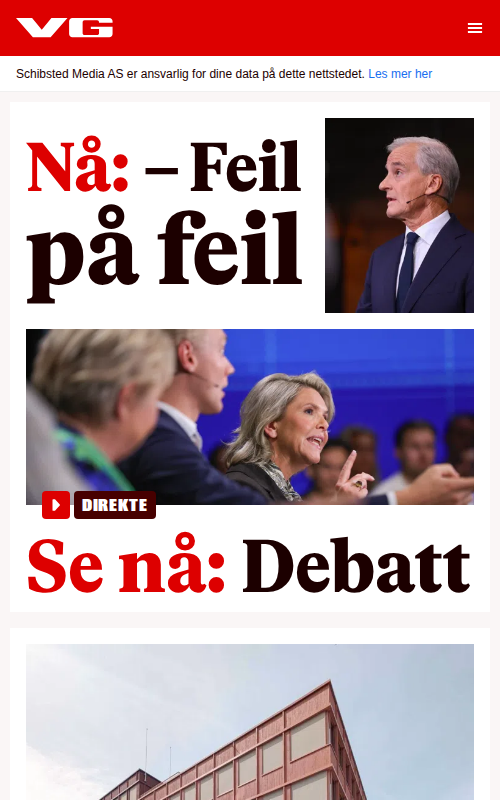 VG
Schibsted Media AS er ansvarlig for dine data på dette nettstedet. Les mer her
Nå: – Feil
på feil
DIREKTE
Se nå: Debatt